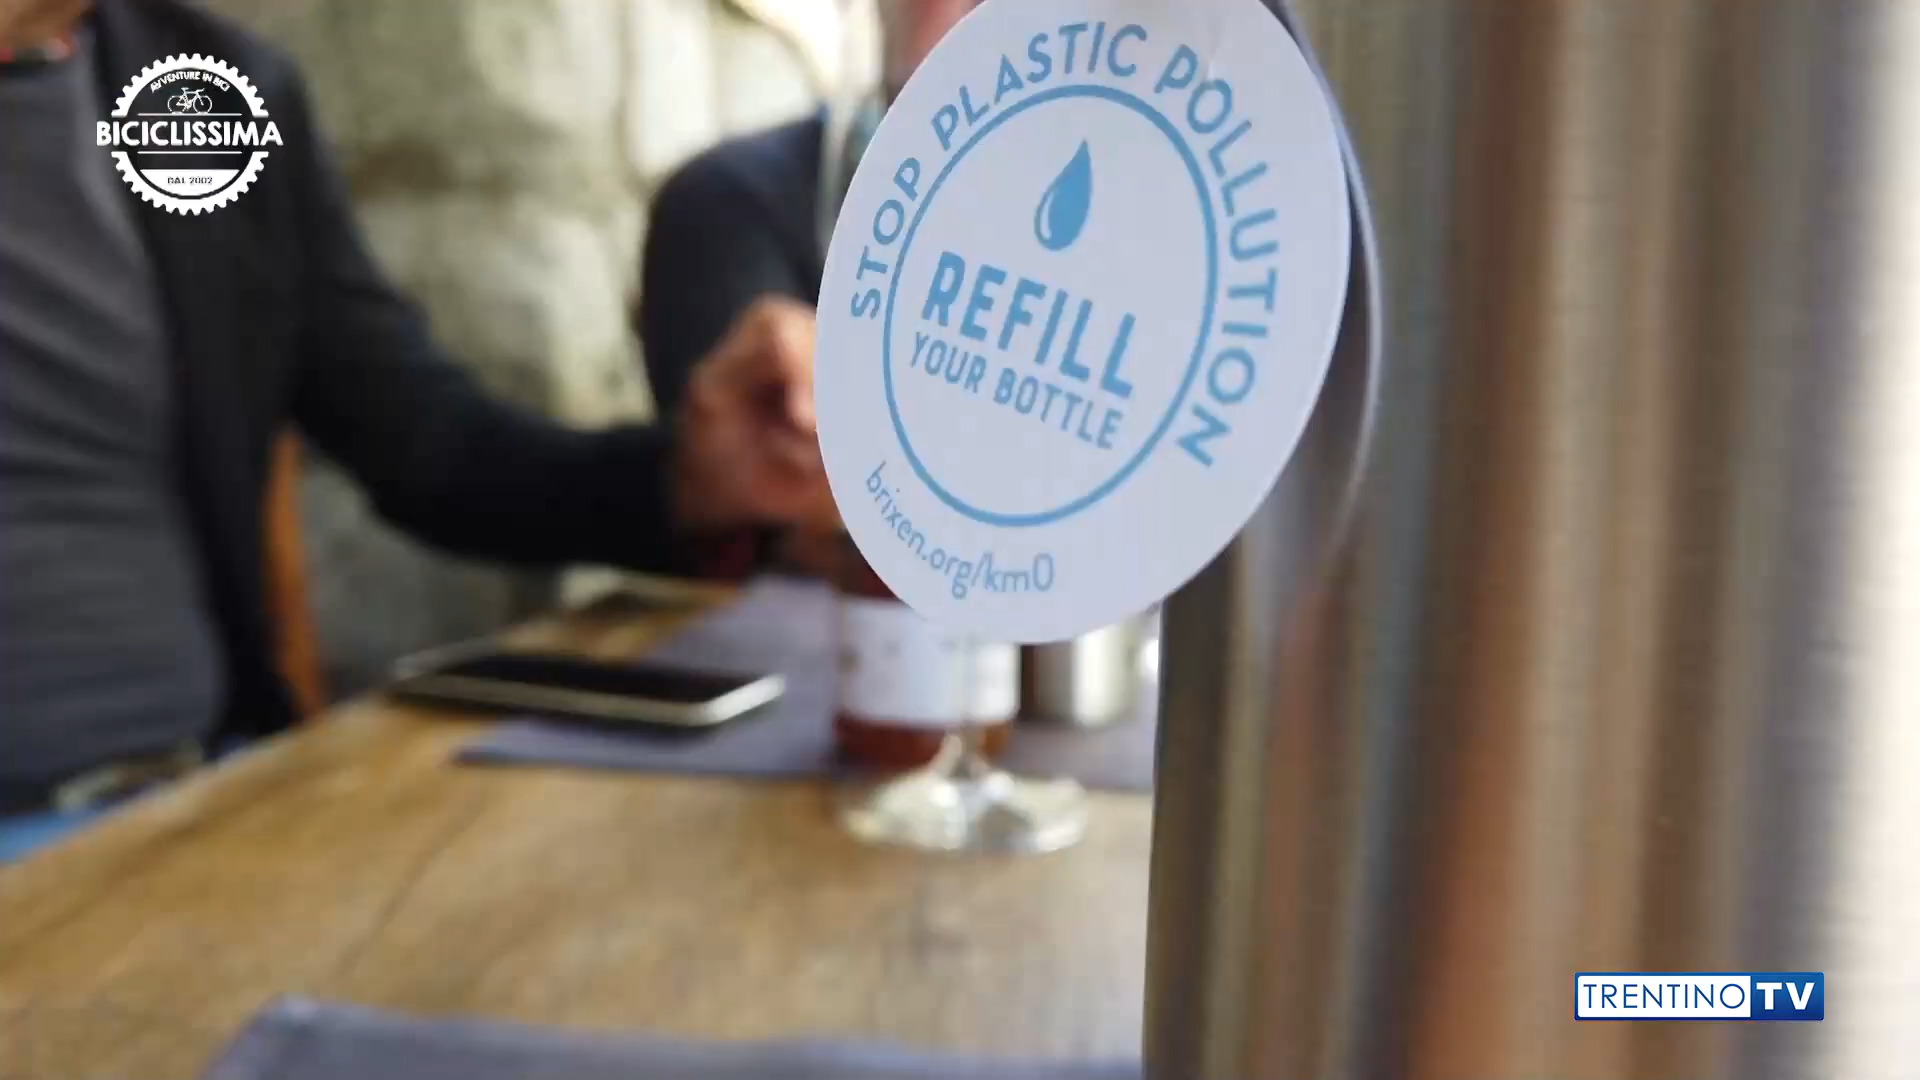 AVVENTURE IN BICI
BICICLISSIMA
DAL 2002
STOP PLASTIC POLLUTION
REFILL
YOUR BOTTLE
brixen.org/km0
TRENTINO TV